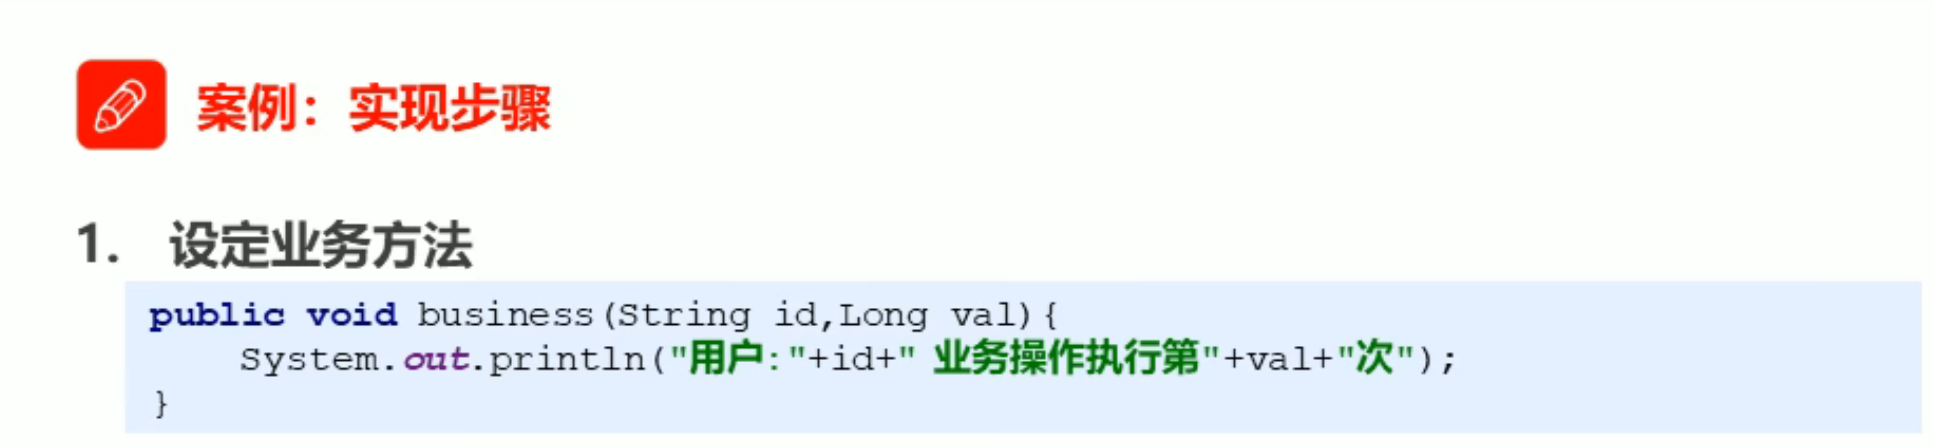 案例：实现步骤
1. 设定业务方法
public void business(String id,Long val){
System.out.println("用户:"+id+" 业务操作执行第"+val+"次");
}